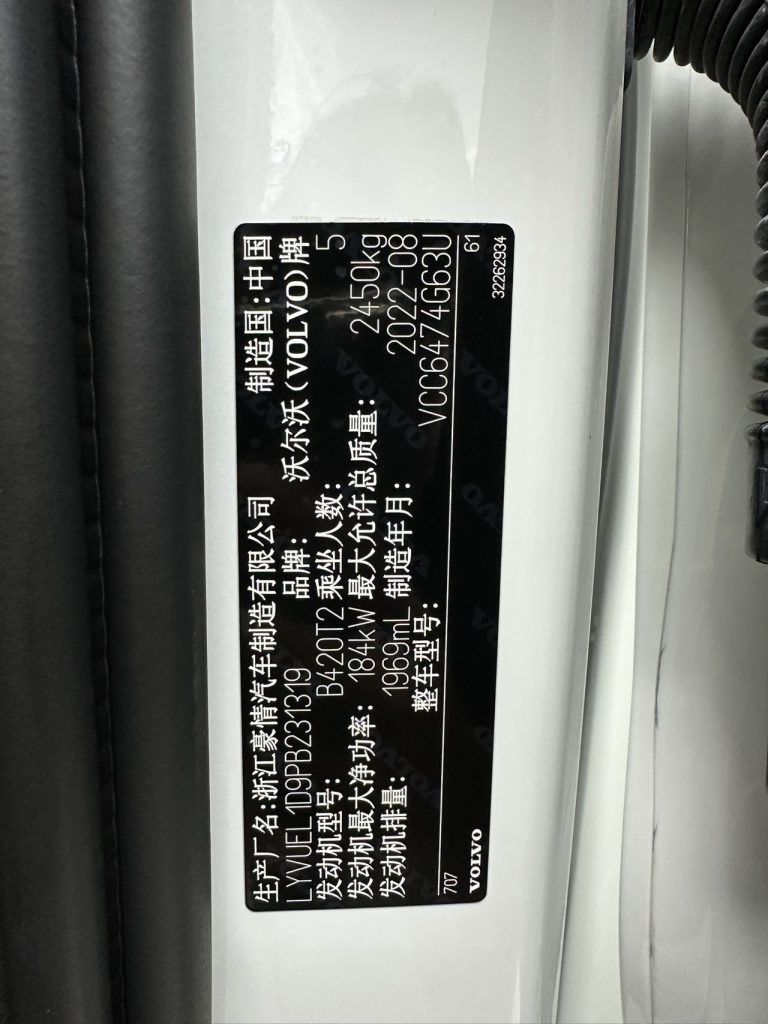 生产厂名:浙江豪情汽车制造有限公司 制造国:中国
LYVUEL1D9PB231319 品牌: 沃尔沃(VOLVO)牌
发动机型号: B420T2 乘坐人数: 5
发动机最大净功率: 184kW 最大允许总质量: 2450kg
发动机排量: 1969mL 制造年月: 2022-08
整车型号: VCC6474G63U
707 61
VOLVO 32262934